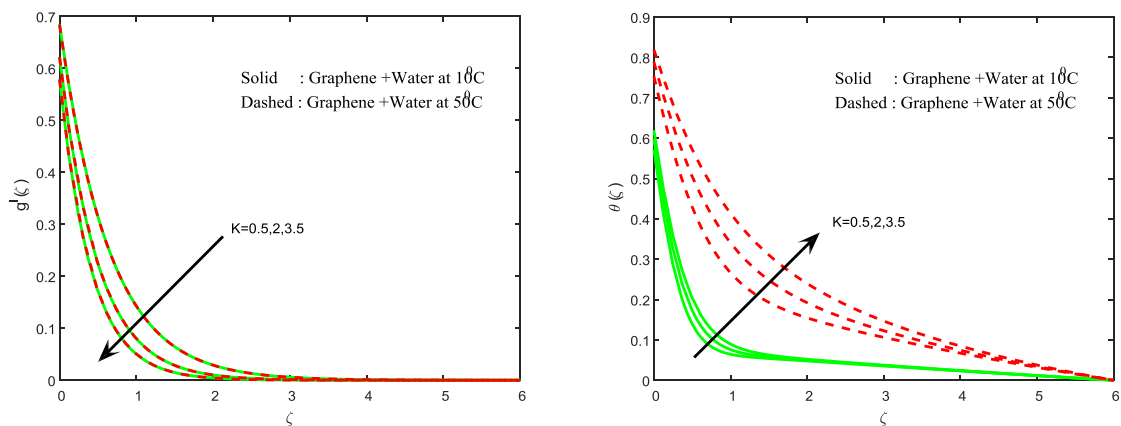 0.7
0.6
0.5
0.4
0.3
0.2
0.1
0
0 1 2 3 4 5 6
g'(ζ)
ζ
Solid : Graphene +Water at 10⁰C
Dashed : Graphene +Water at 50⁰C
K=0.5,2,3.5
0.9
0.8
0.7
0.6
0.5
0.4
0.3
0.2
0.1
0
0 1 2 3 4 5 6
θ(ζ)
ζ
Solid : Graphene +Water at 10⁰C
Dashed : Graphene +Water at 50⁰C
K=0.5,2,3.5